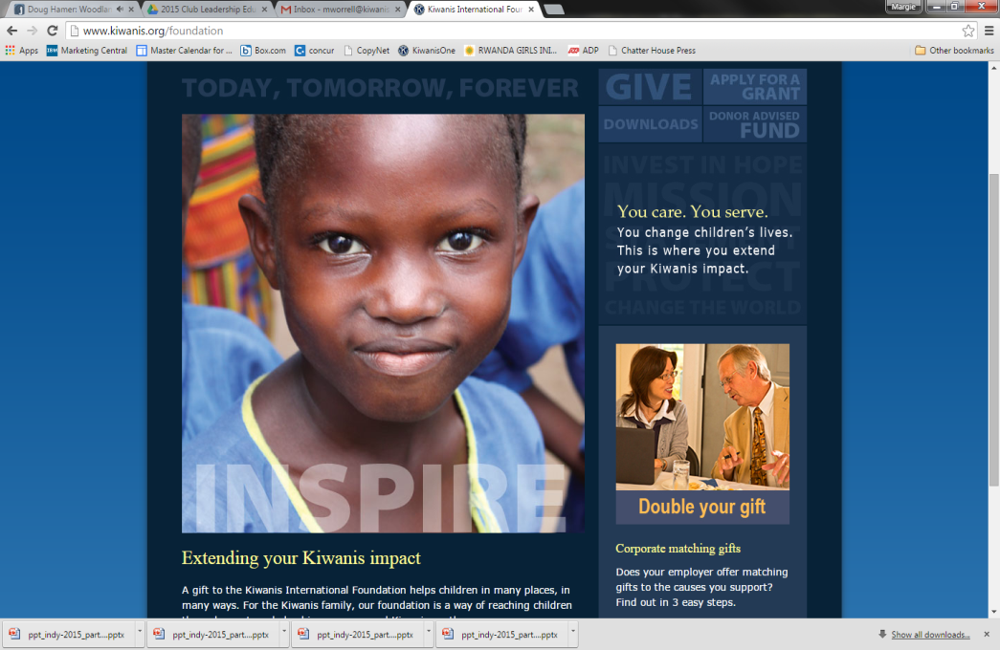 Doug Hamer: Woodlan
2015 Club Leadership Edu
Inbox - mworrell@kiwanis
Kiwanis International Four
Margie
www.kiwanis.org/foundation
Apps
Marketing Central
Master Calendar for ...
Box.com
concur
CopyNet
KiwanisOne
RWANDA GIRLS INI...
ADP
Chatter House Press
Other bookmarks
TODAY, TOMORROW, FOREVER
GIVE
APPLY FOR A
GRANT
DOWNLOADS
DONOR ADVISED
FUND
INVEST IN HOPE
MISSION
You care. You serve.
You change children's lives.
This is where you extend
your Kiwanis impact.
PROTECT
CHANGE THE WORLD
INSPIRE
Double your gift
Extending your Kiwanis impact
A gift to the Kiwanis International Foundation helps children in many places, in
many ways. For the Kiwanis family, our foundation is a way of reaching children
Corporate matching gifts
Does your employer offer matching
gifts to the causes you support?
Find out in 3 easy steps.
ppt_indy-2015_part....pptx
ppt_indy-2015_part....pptx
ppt_indy-2015_part....pptx
ppt_indy-2015_part....pptx
Show all downloads...